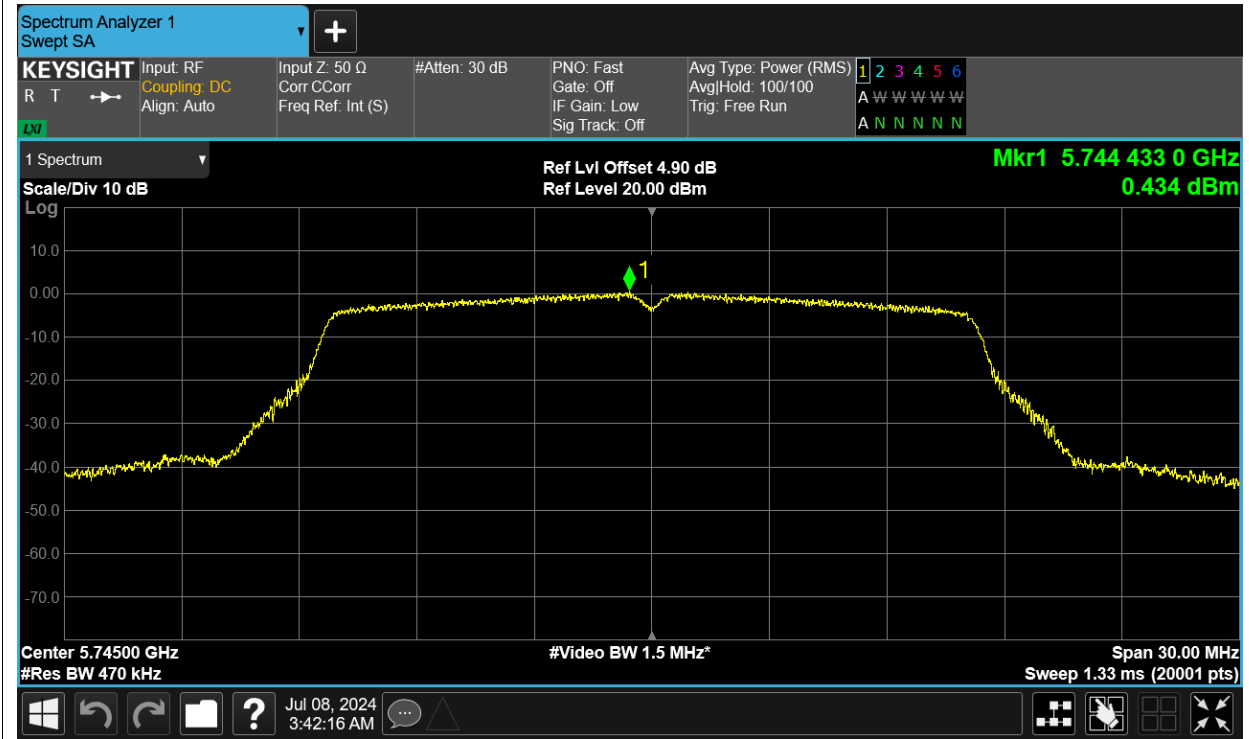 Spectrum Analyzer 1
Swept SA
KEYSIGHT
R T
LXI
Input: RF
Coupling: DC
Align: Auto
Input Z: 50 Ω
Corr CCorr
Freq Ref: Int (S)
#Atten: 30 dB
PNO: Fast
Gate: Off
IF Gain: Low
Sig Track: Off
Avg Type: Power (RMS)
Avg|Hold: 100/100
Trig: Free Run
1 2 3 4 5 6
A W W W W W
A N N N N N
1 Spectrum
Scale/Div 10 dB
Log
Ref Lvl Offset 4.90 dB
Ref Level 20.00 dBm
Mkr1 5.744 433 0 GHz
0.434 dBm
10.0
0.00
-10.0
-20.0
-30.0
-40.0
-50.0
-60.0
-70.0
1
Center 5.74500 GHz
#Res BW 470 kHz
#Video BW 1.5 MHz*
Span 30.00 MHz
Sweep 1.33 ms (20001 pts)
?
Jul 08, 2024
3:42:16 AM